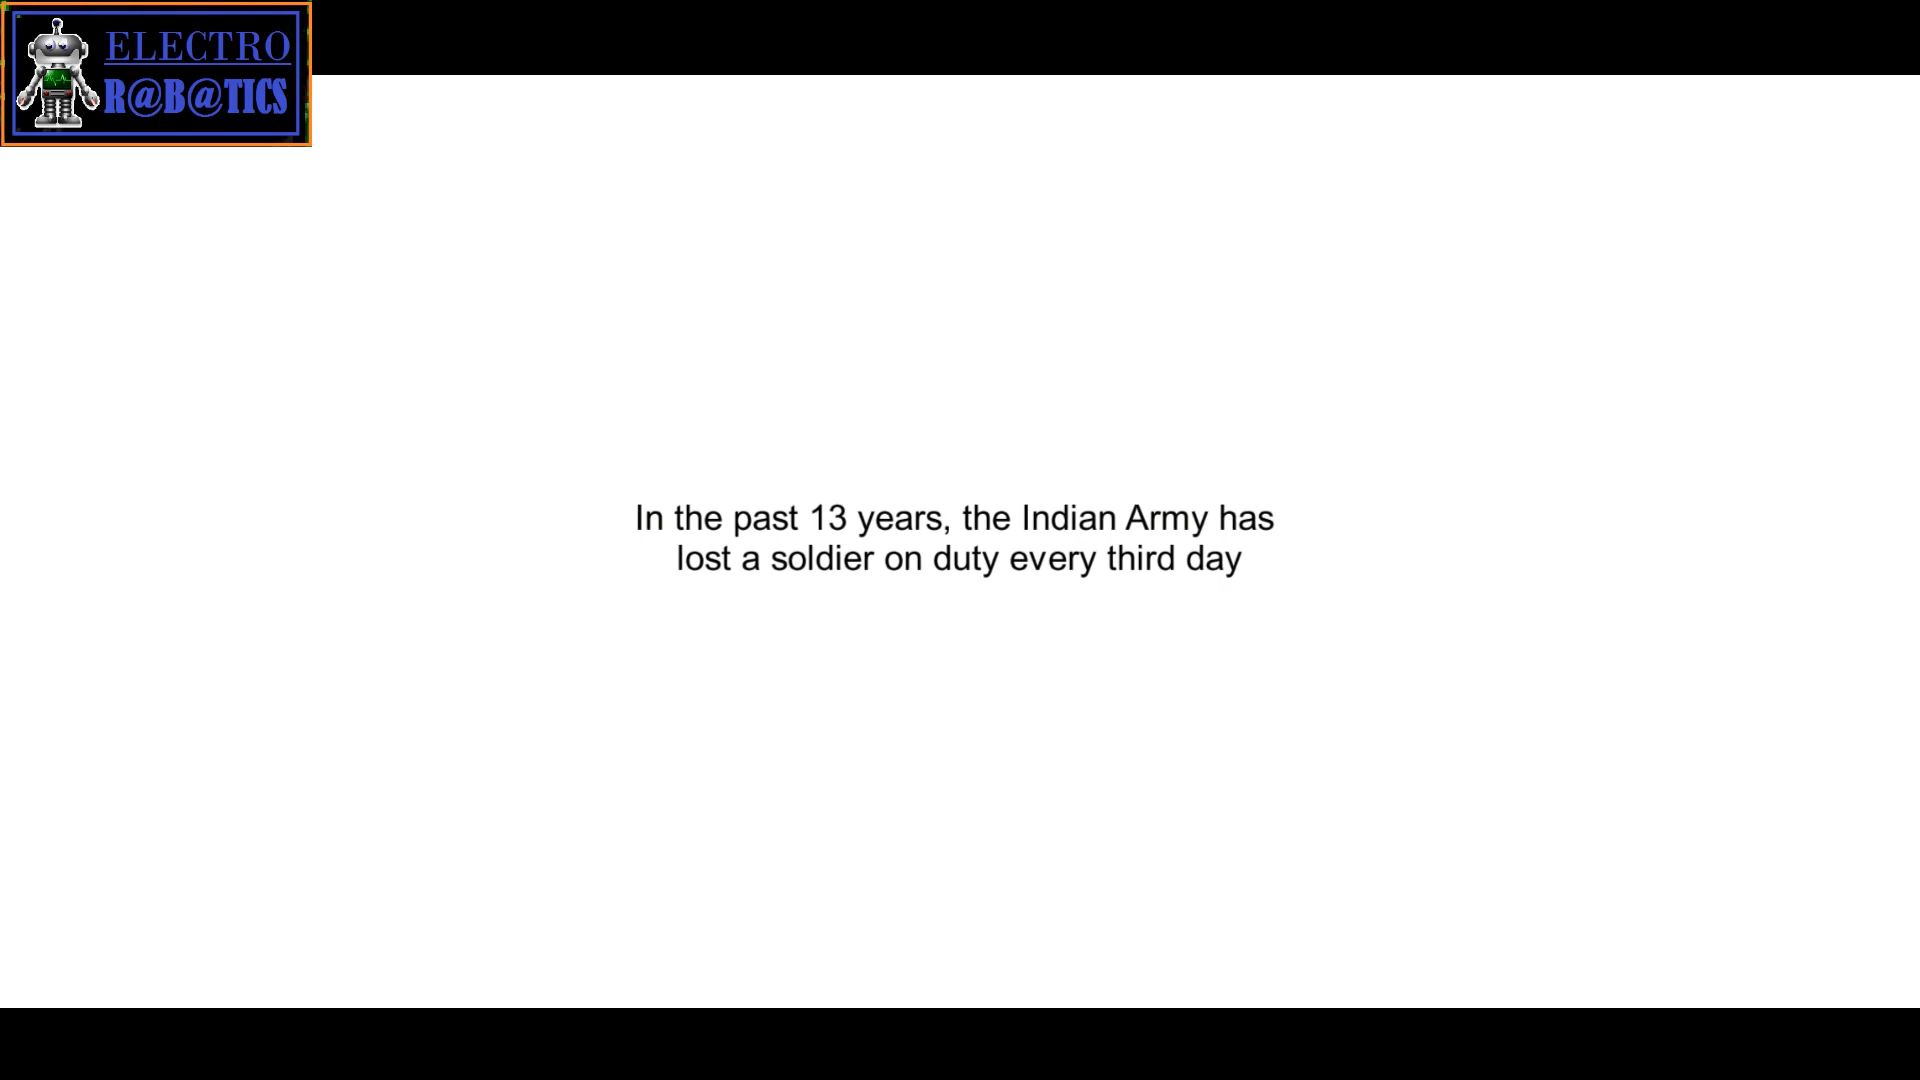 ELECTRO
R@B@TICS
In the past 13 years, the Indian Army has
lost a soldier on duty every third day